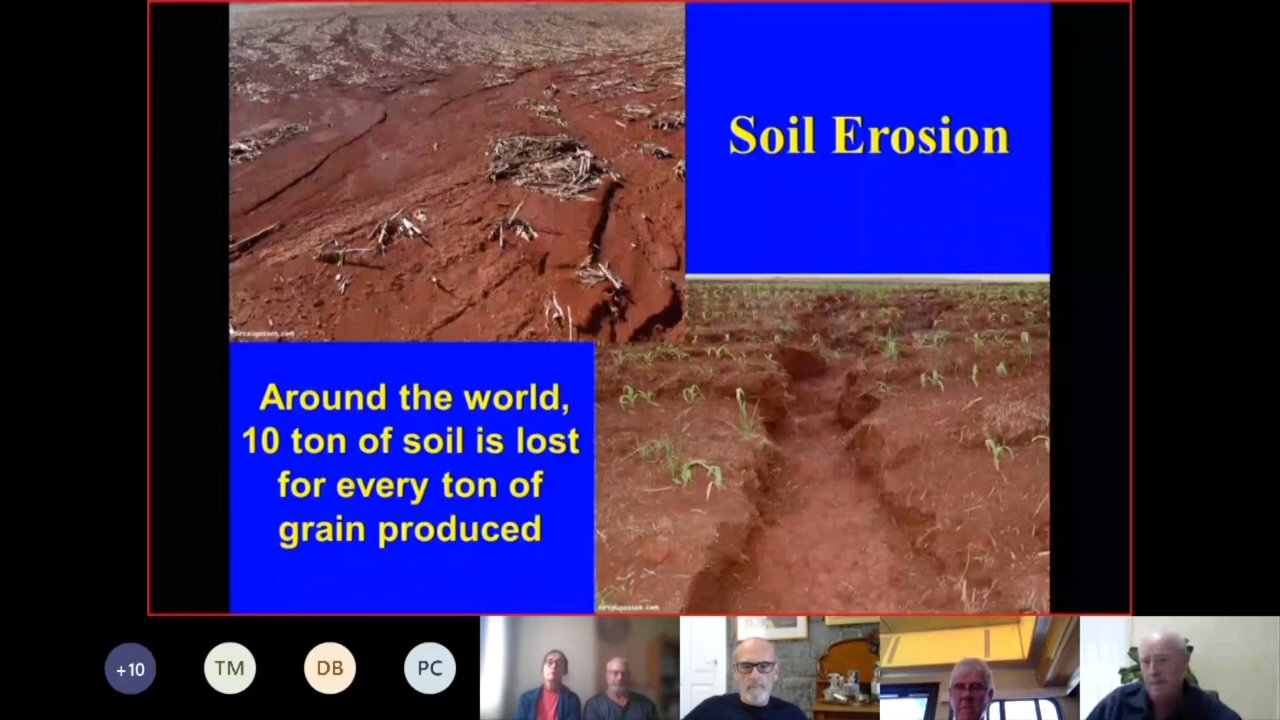 Soil Erosion
Around the world,
10 ton of soil is lost
for every ton of
grain produced
+10
TM
DB
PC